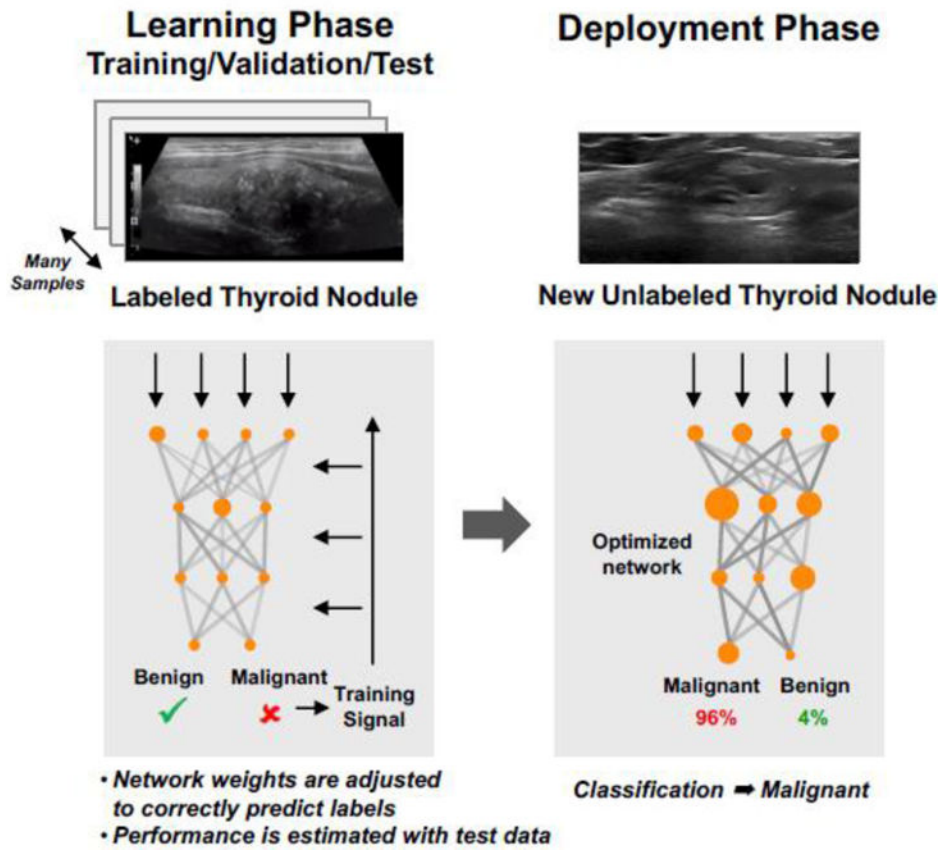 Learning Phase
Training/Validation/Test
Many
Samples
Labeled Thyroid Nodule
Benign
Malignant
✓
✘
Training
Signal
• Network weights are adjusted
to correctly predict labels
• Performance is estimated with test data
Deployment Phase
New Unlabeled Thyroid Nodule
Optimized
network
Malignant
Benign
96%
4%
Classification ➡ Malignant